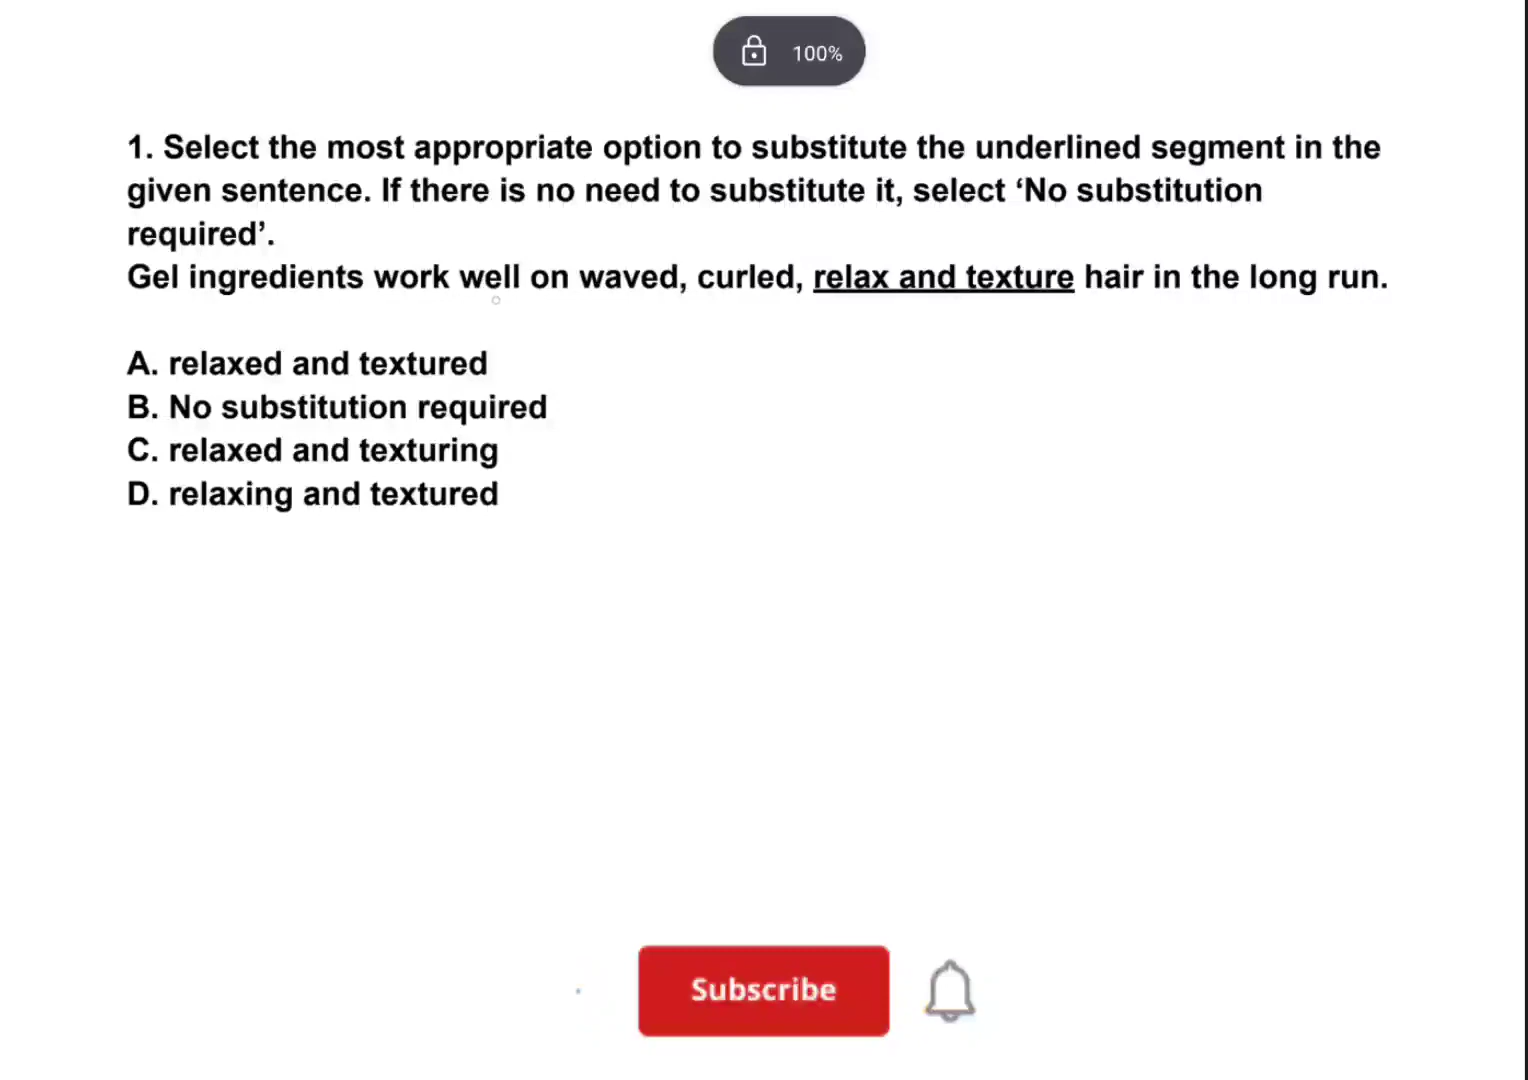 100%
1. Select the most appropriate option to substitute the underlined segment in the
given sentence. If there is no need to substitute it, select ‘No substitution
required’.
Gel ingredients work well on waved, curled, relax and texture hair in the long run.
A. relaxed and textured
B. No substitution required
C. relaxed and texturing
D. relaxing and textured
Subscribe